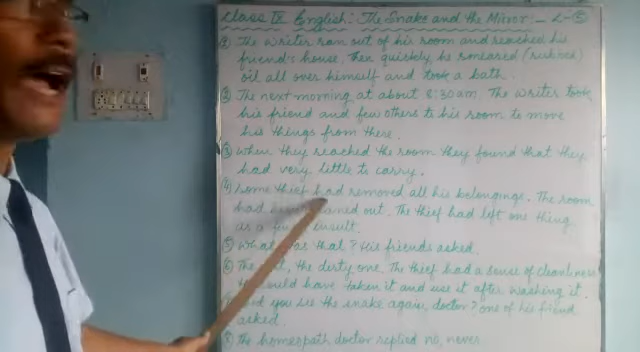 Class IX English: The Snake and the Mirror:- L-⑤
① The writer ran out of his room and reached his
friend's house. Then quickly he smeared (rubbed)
oil all over himself and took a bath.
② The next morning at about 8:30 am. The writer took
his friend and few others to his room to move
his things from there.
③ When they reached the room they found that they
had very little to carry.
④ Some thief had removed all his belongings. The room
had been cleaned out. The thief had left one thing
as a final insult.
⑤ What was that? His friends asked.
⑥ The vest, the dirty one. The thief had a sense of cleanliness
could have taken it and use it after washing it.
you see the snake again, doctor? one of his friend
asked.
⑧ The homeopath doctor replied no, never.